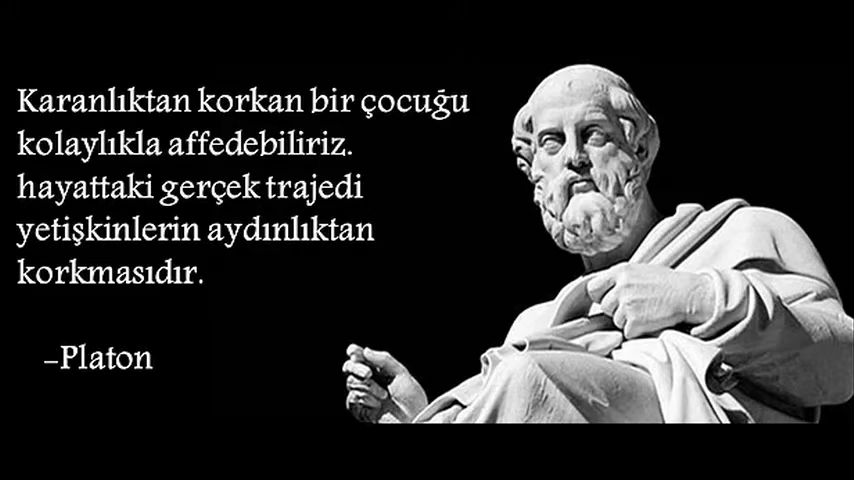 Karanlıktan korkan bir çocuğu
kolaylıkla affedebiliriz.
hayattaki gerçek trajedi
yetişkinlerin aydınlıktan
korkmasıdır.
-Platon